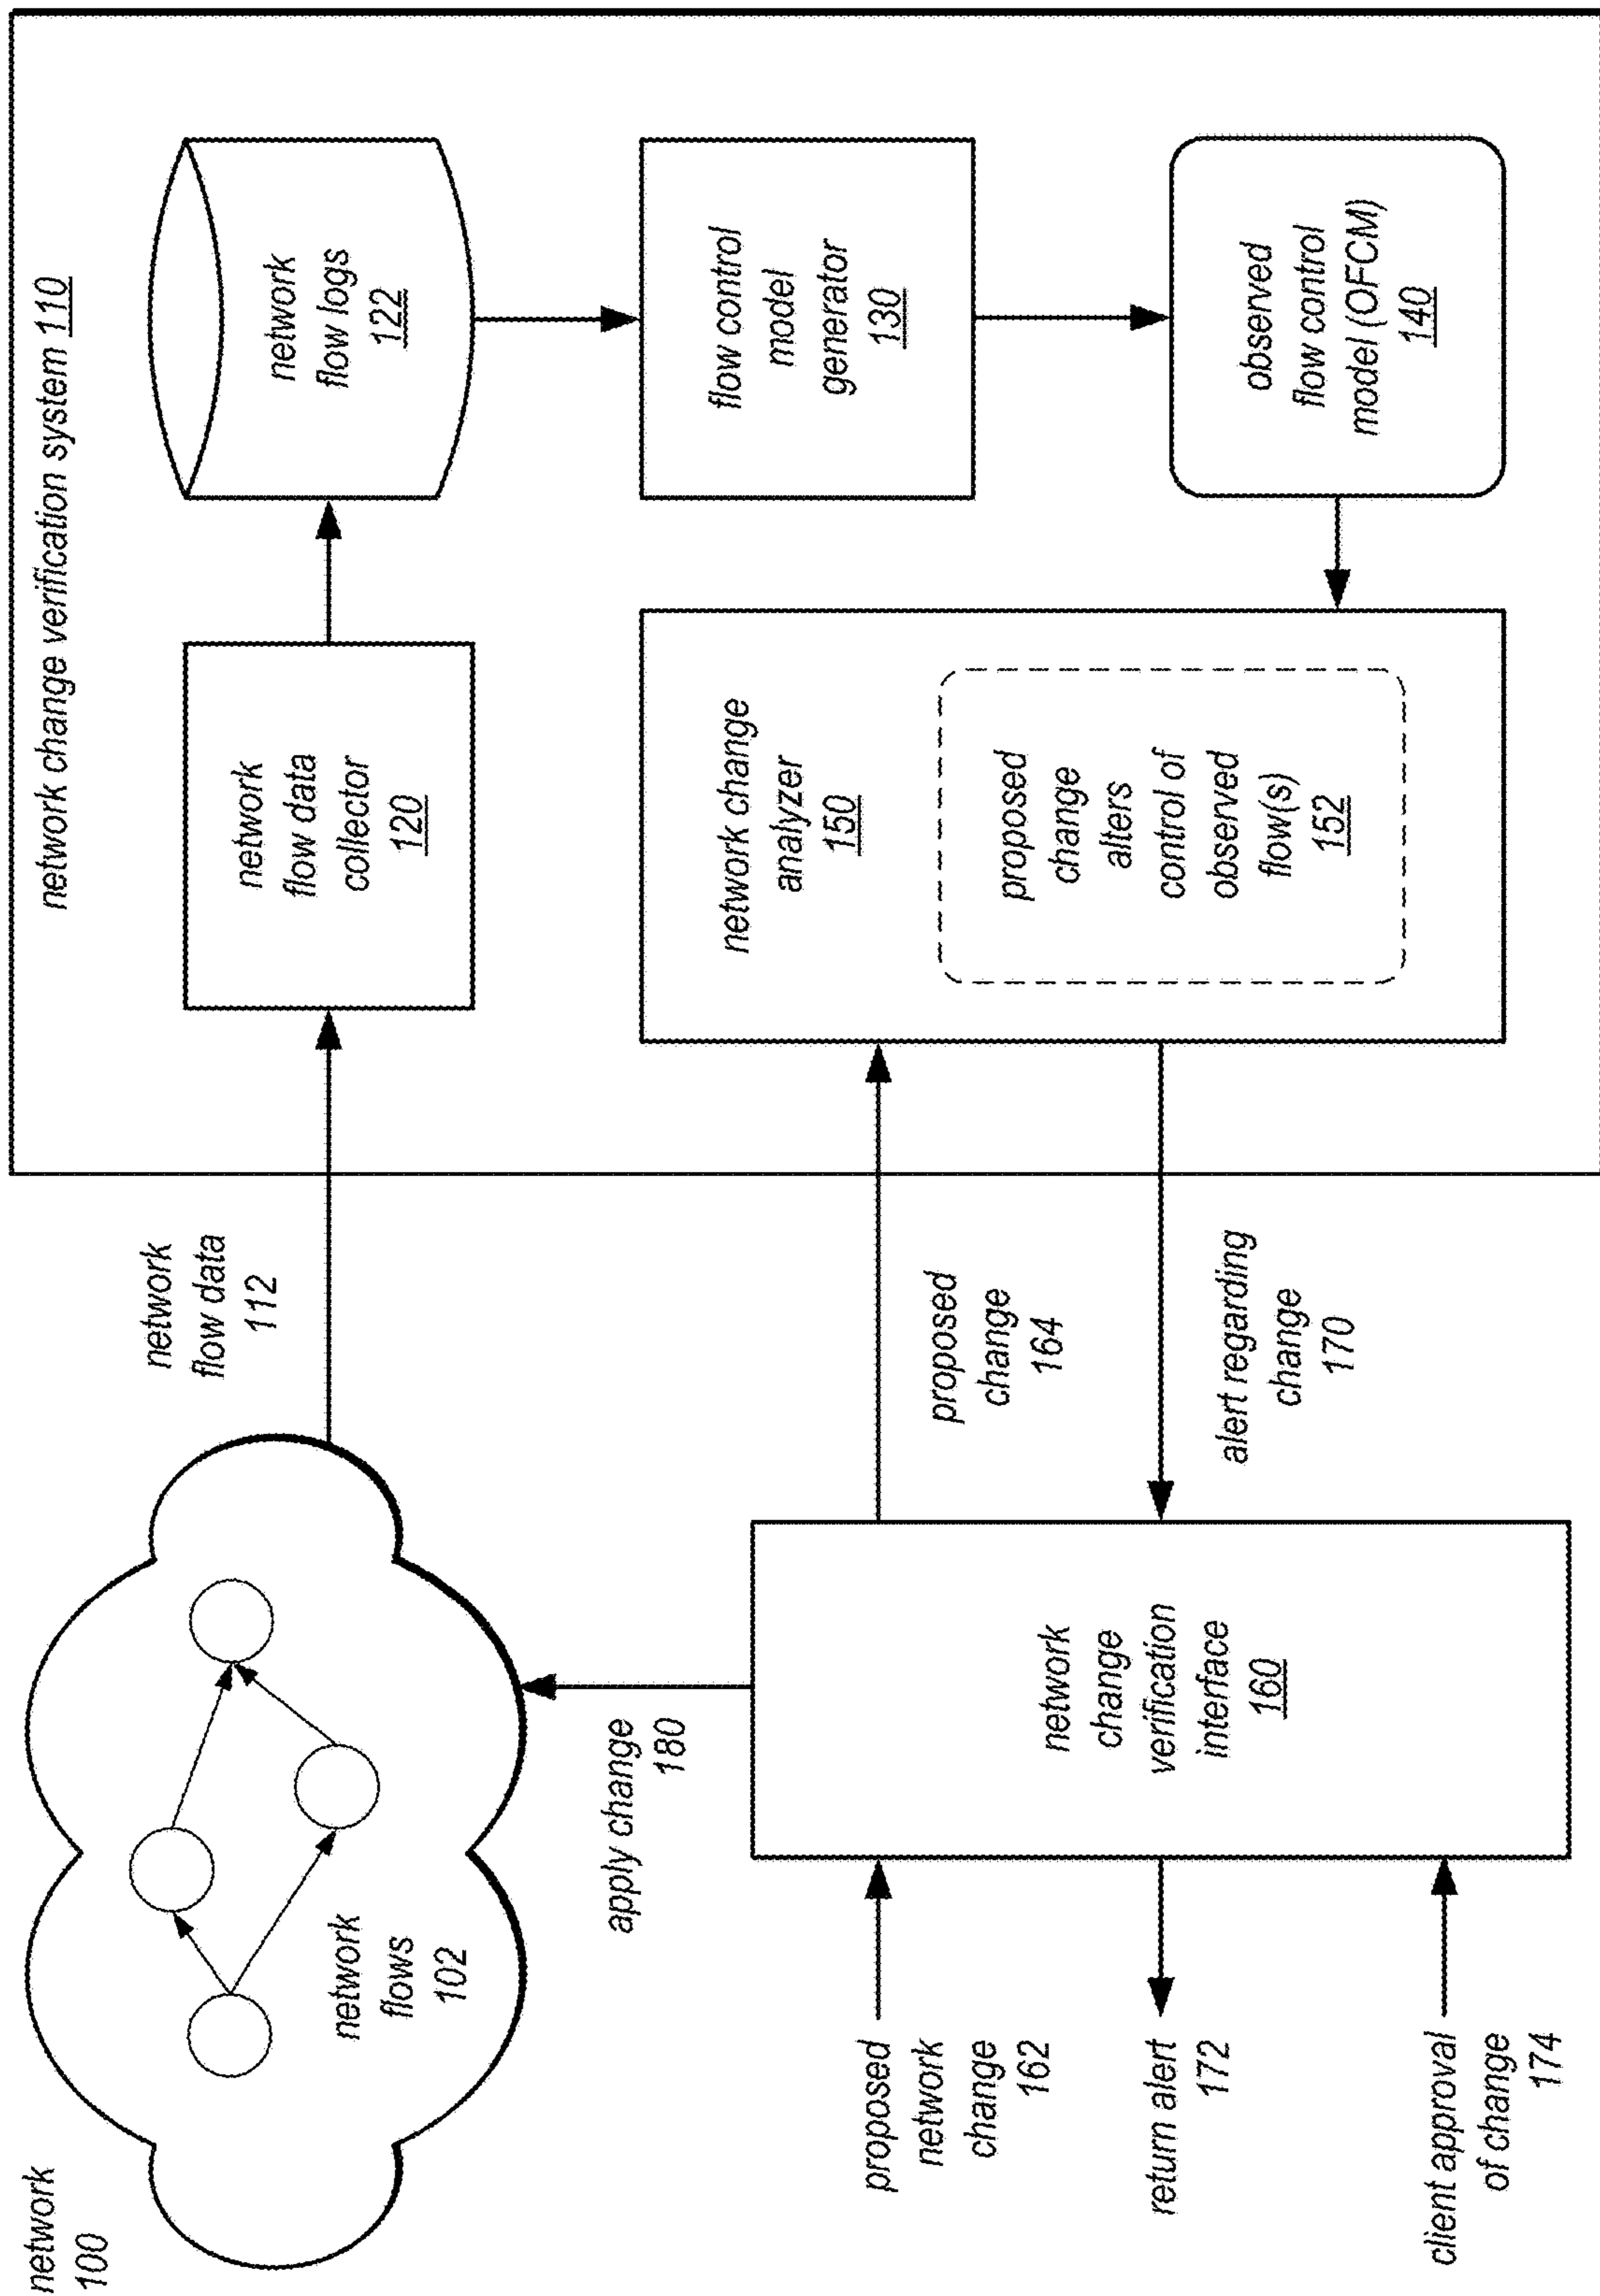 network
100
network
flows
102
network
flow data
112
network change verification system 110
network
flow data
collector
120
network
flow logs
122
flow control
model
generator
130
observed
flow control
model (OFCM)
140
network change
analyzer
150
proposed
change
alters
control of
observed
flow(s)
152
apply change
180
proposed
change
164
alert regarding
change
170
network
change
verification
interface
160
proposed
network
change
162
return alert
172
client approval
of change
174